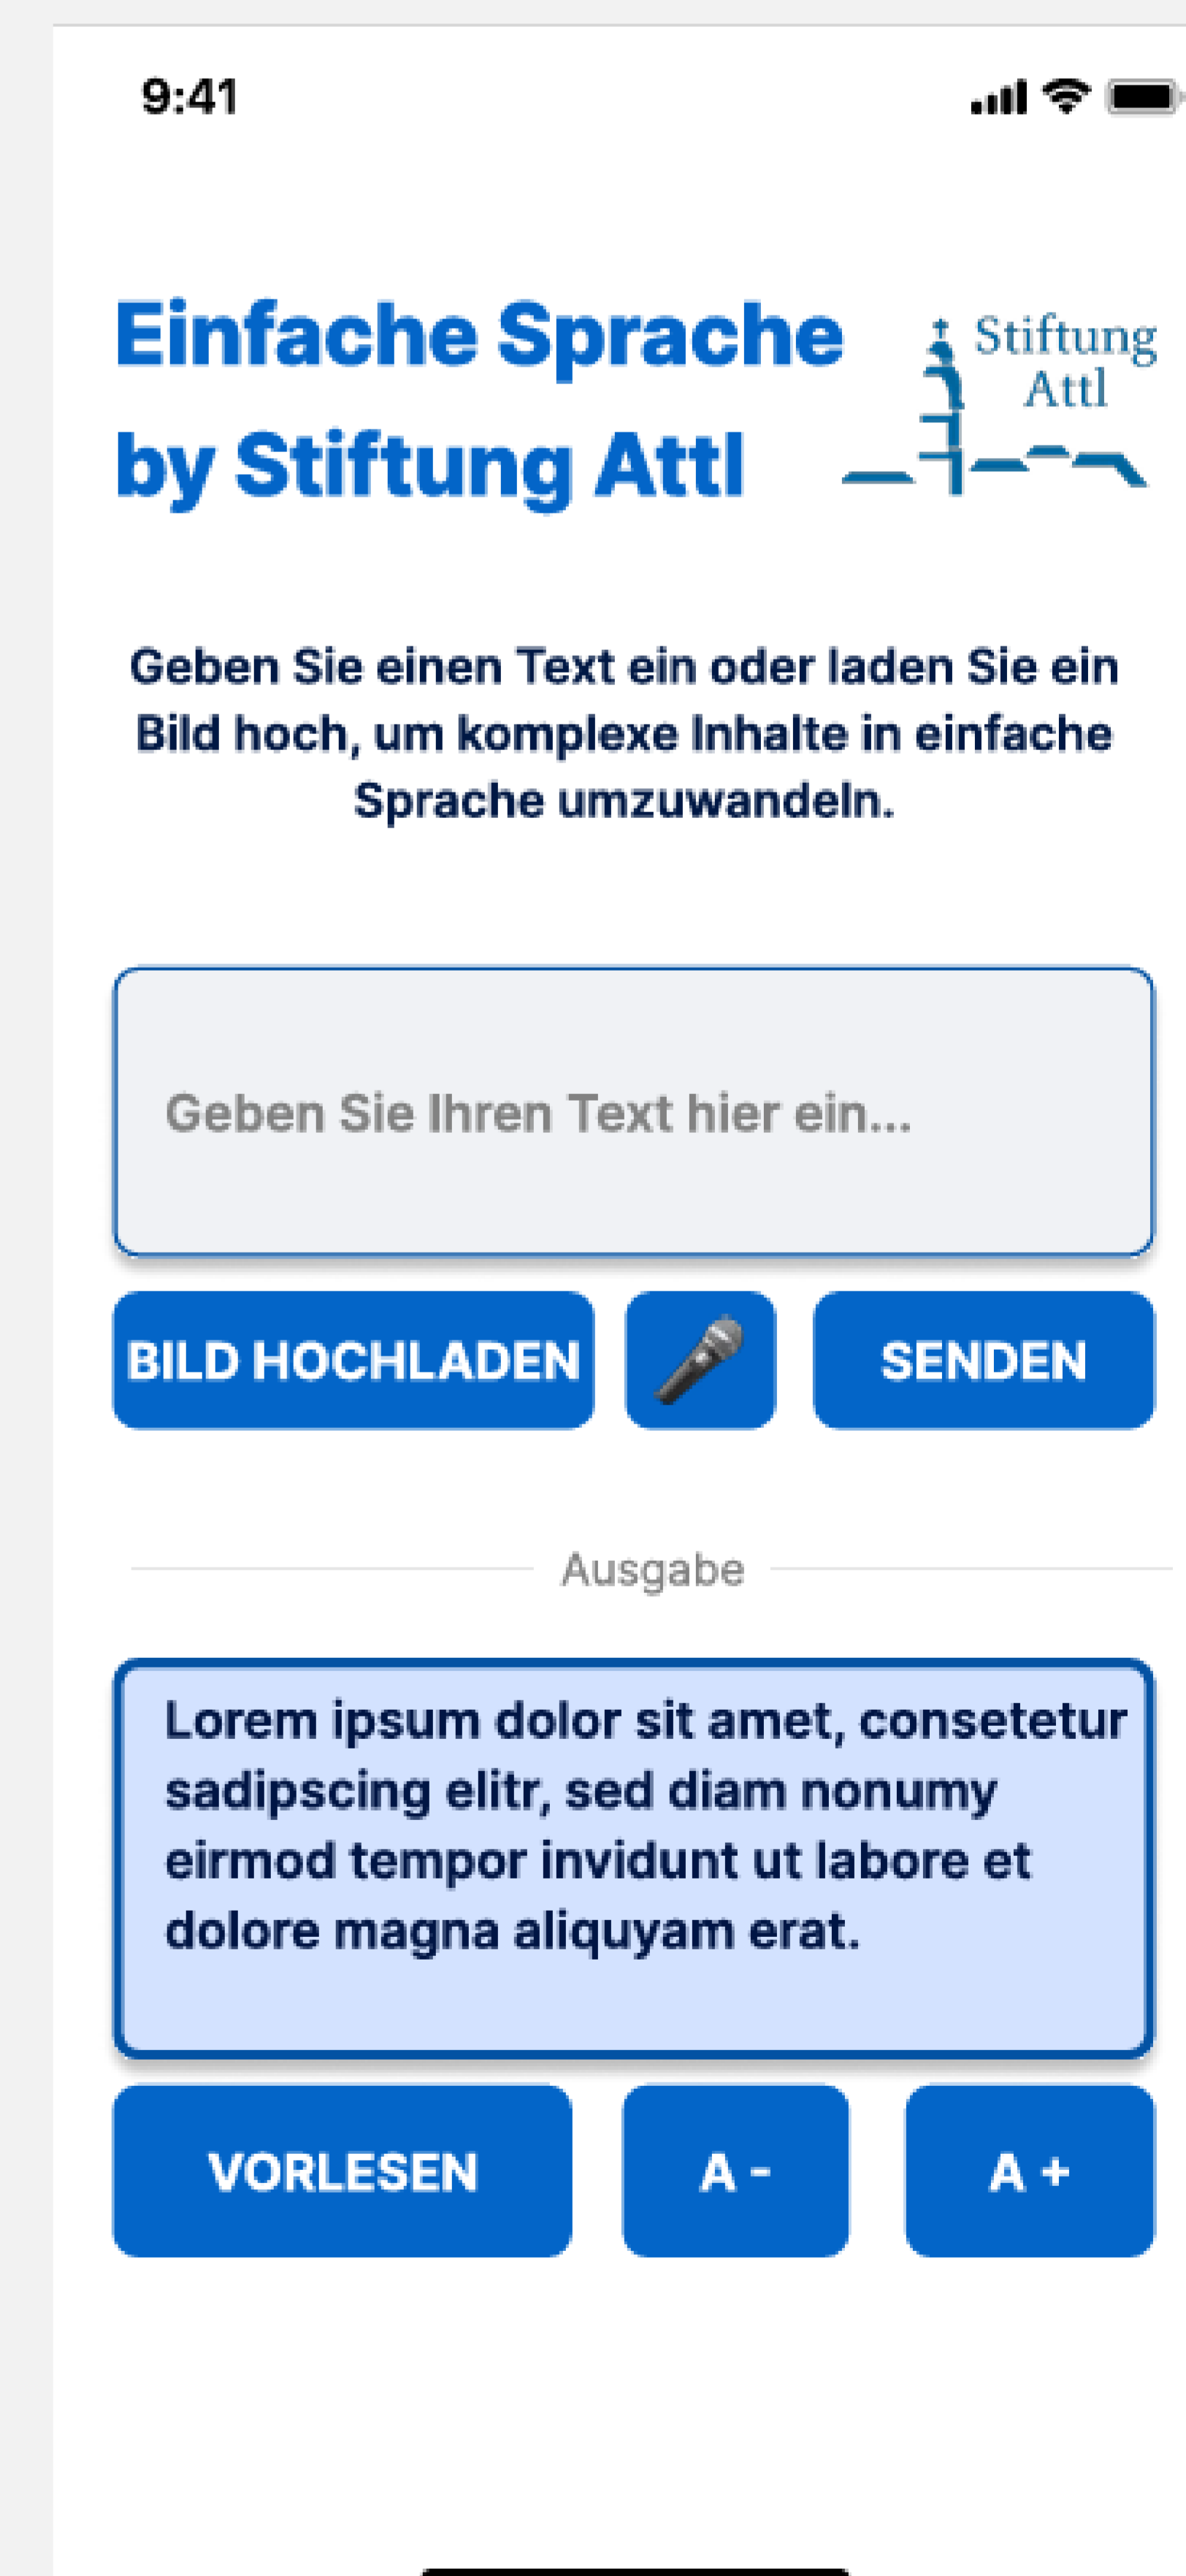 9:41
Einfache Sprache
by Stiftung Attl
Stiftung
Attl
Geben Sie einen Text ein oder laden Sie ein
Bild hoch, um komplexe Inhalte in einfache
Sprache umzuwandeln.
Geben Sie Ihren Text hier ein...
BILD HOCHLADEN
SENDEN
Ausgabe
Lorem ipsum dolor sit amet, consetetur
sadipscing elitr, sed diam nonumy
eirmod tempor invidunt ut labore et
dolore magna aliquyam erat.
VORLESEN
A -
A +